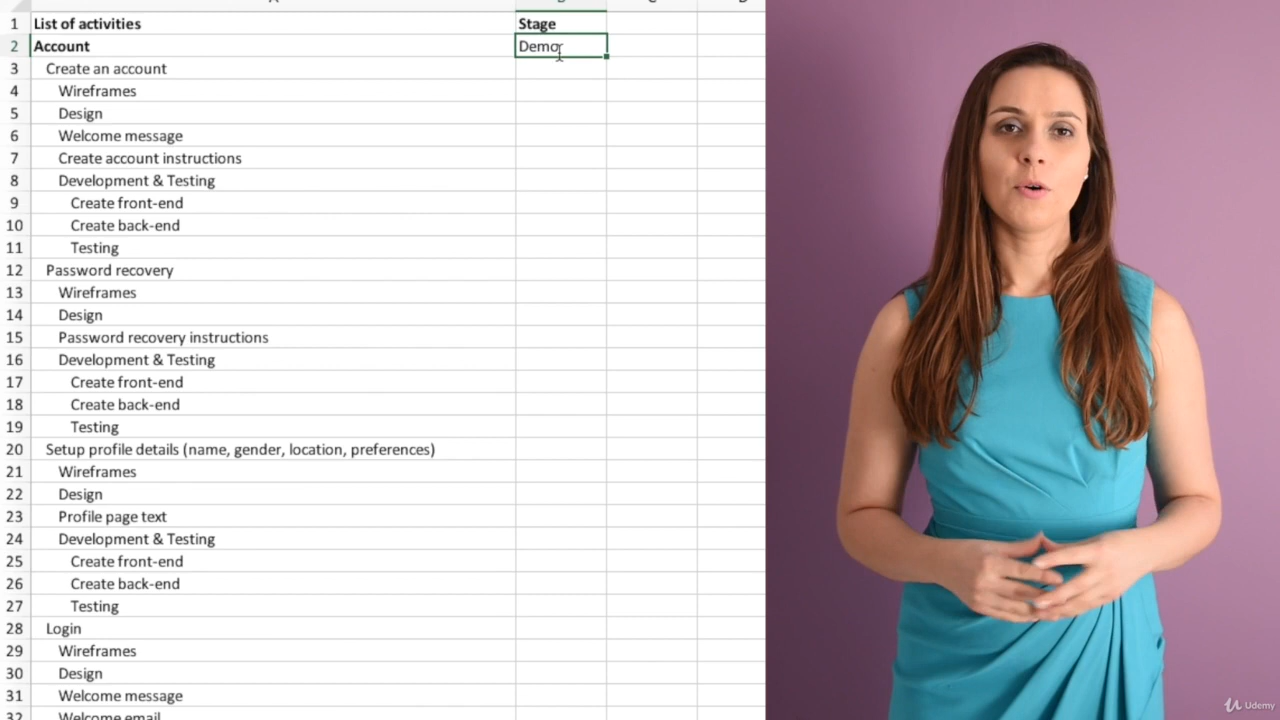 1 List of activities Stage
2 Account Demo
3 Create an account
4 Wireframes
5 Design
6 Welcome message
7 Create account instructions
8 Development & Testing
9 Create front-end
10 Create back-end
11 Testing
12 Password recovery
13 Wireframes
14 Design
15 Password recovery instructions
16 Development & Testing
17 Create front-end
18 Create back-end
19 Testing
20 Setup profile details (name, gender, location, preferences)
21 Wireframes
22 Design
23 Profile page text
24 Development & Testing
25 Create front-end
26 Create back-end
27 Testing
28 Login
29 Wireframes
30 Design
31 Welcome message
32 Welcome email
Udemy